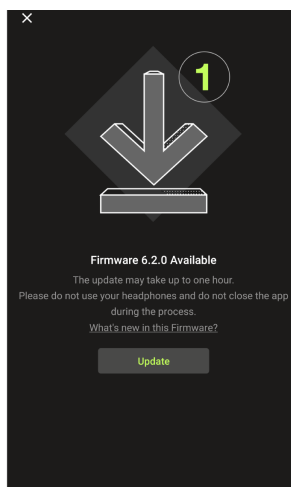 1
Firmware 6.2.0 Available
The update may take up to one hour.
Please do not use your headphones and do not close the app
during the process.
What's new in this Firmware?
Update